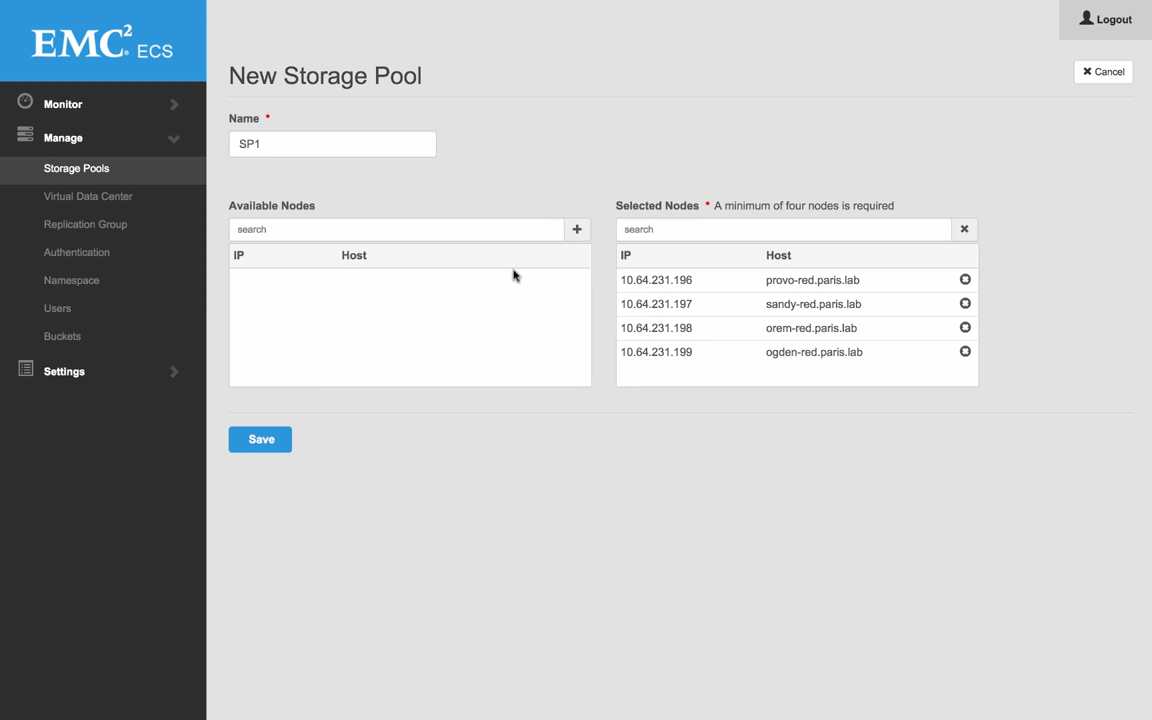 EMC² ECS
Logout
New Storage Pool
Cancel
Monitor
Manage
Storage Pools
Virtual Data Center
Replication Group
Authentication
Namespace
Users
Buckets
Settings
Name *
SP1
Available Nodes
search
IP Host
Selected Nodes * A minimum of four nodes is required
search
IP Host
10.64.231.196 provo-red.paris.lab
10.64.231.197 sandy-red.paris.lab
10.64.231.198 orem-red.paris.lab
10.64.231.199 ogden-red.paris.lab
Save